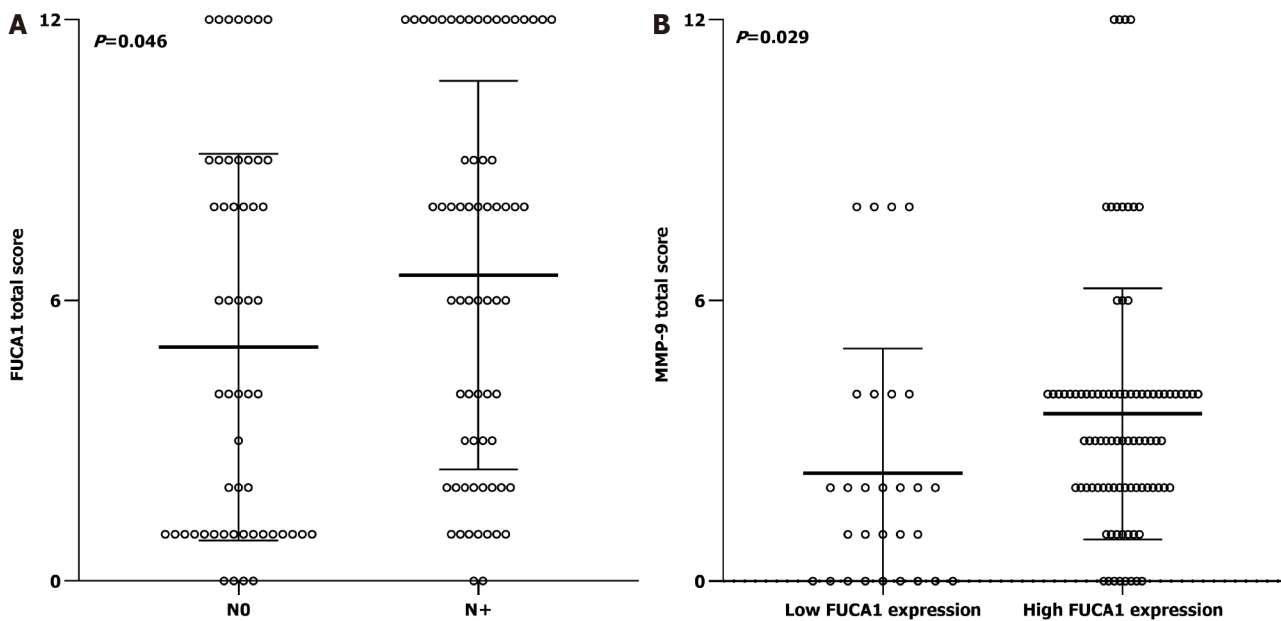 A
P=0.046
FUCA1 total score
12
6
0
N0
N+
B
P=0.029
MMP-9 total score
12
6
0
Low FUCA1 expression
High FUCA1 expression